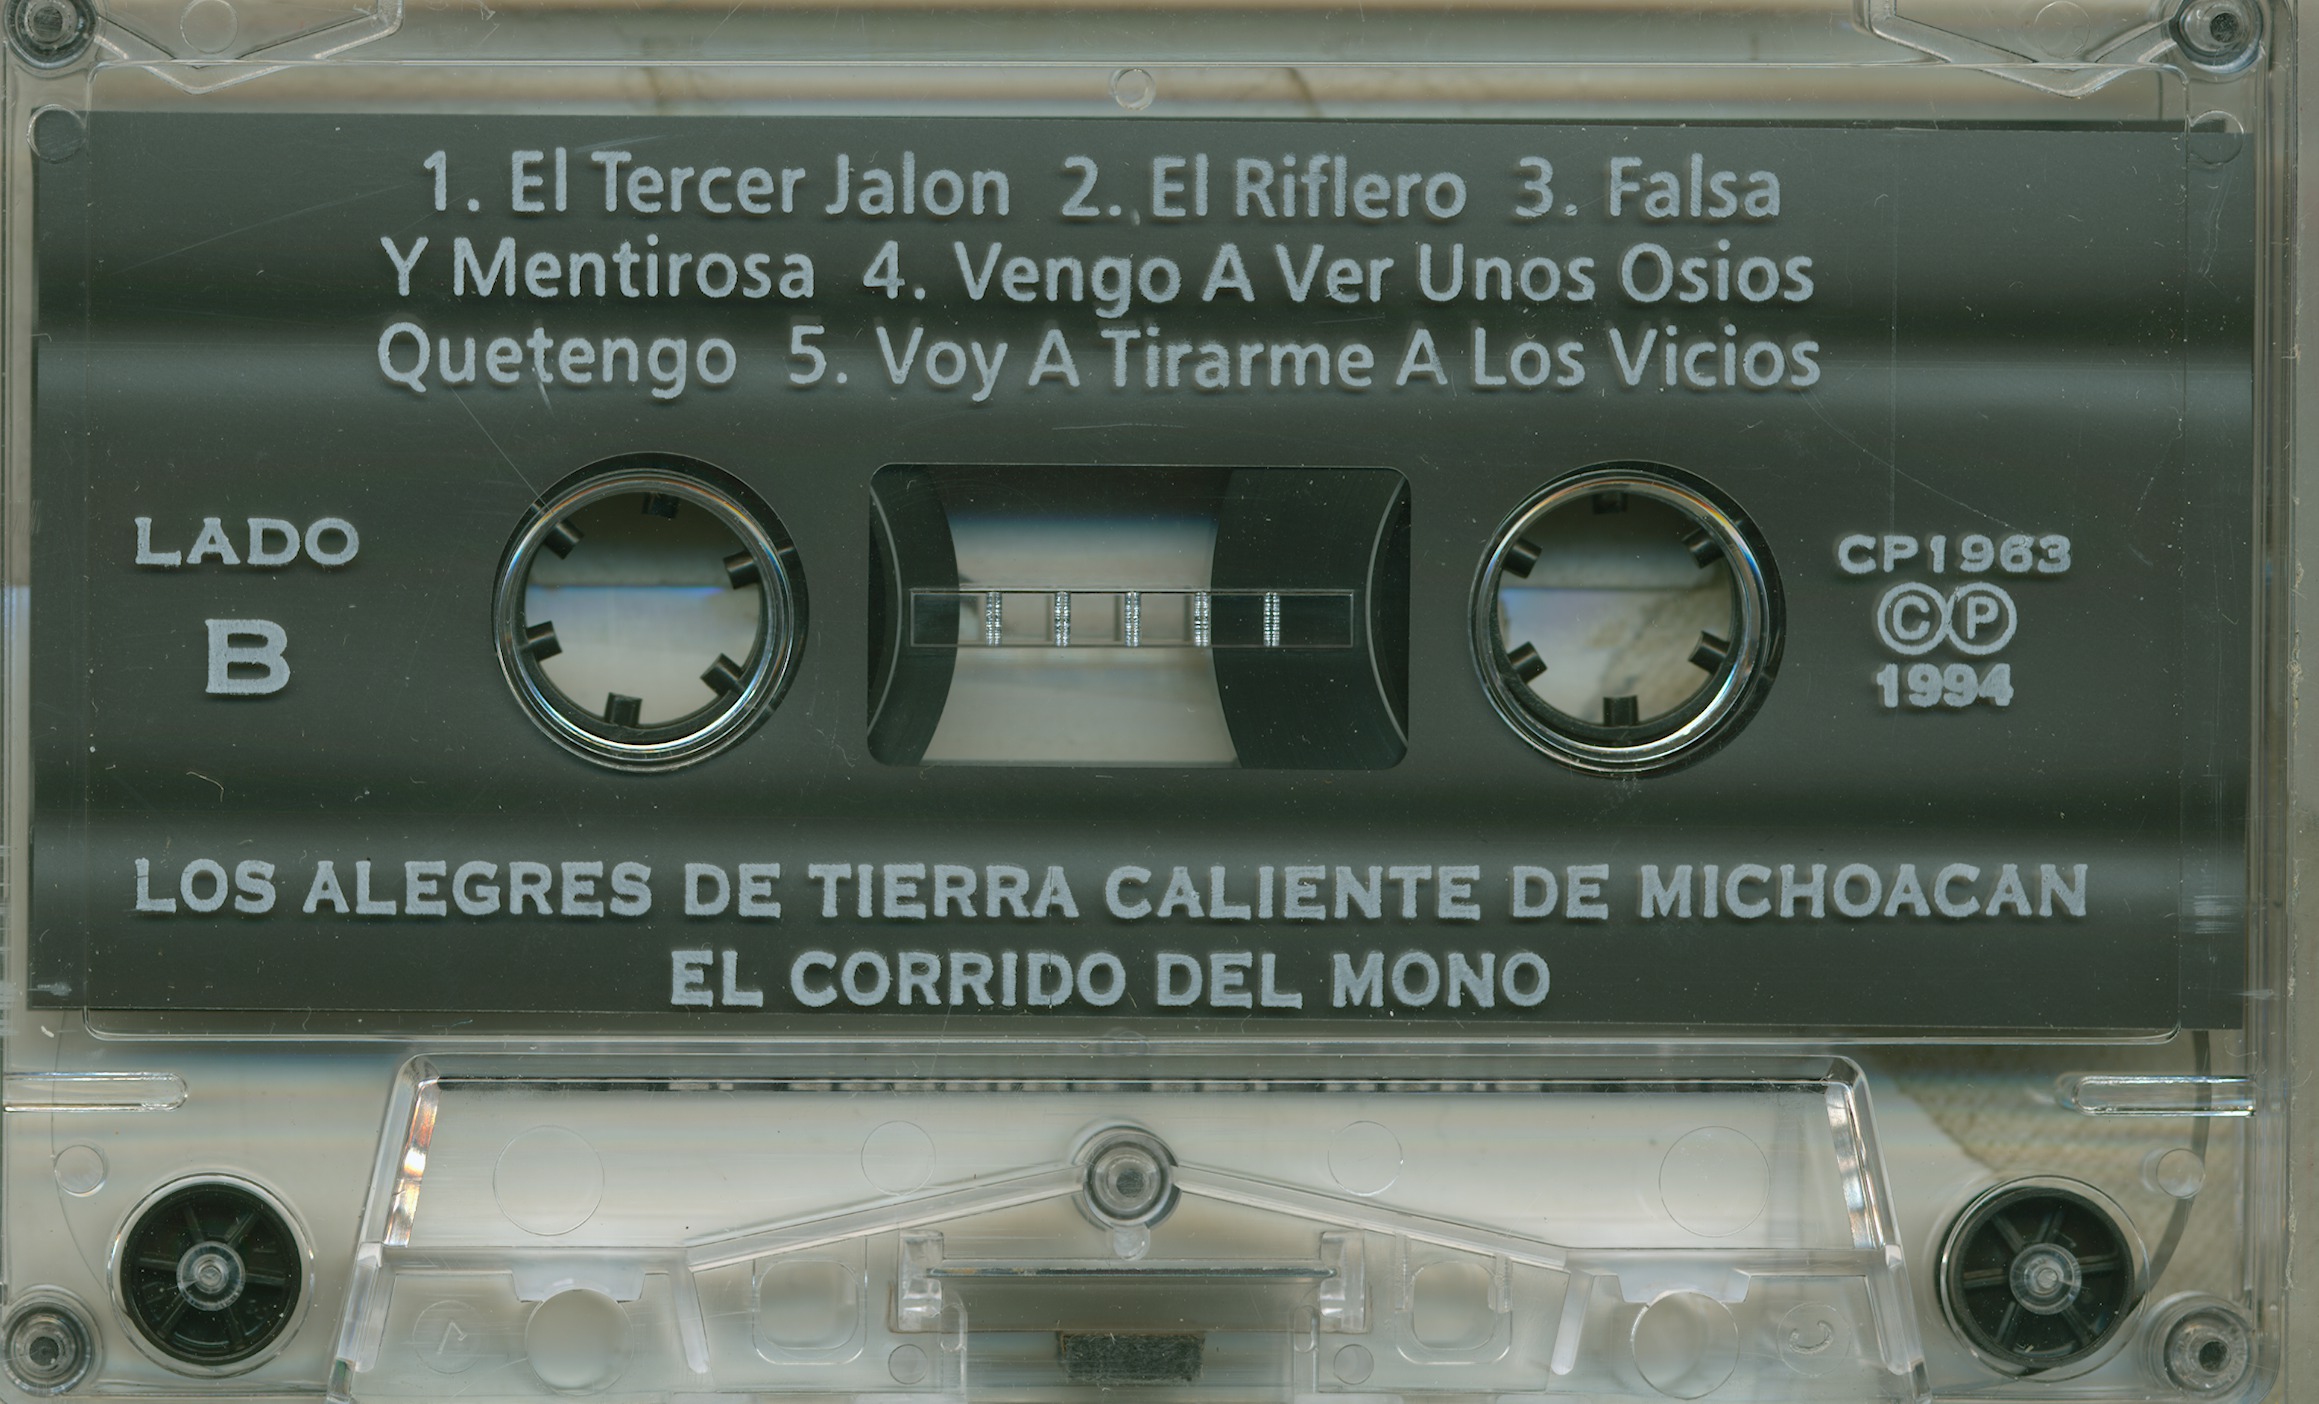 1. El Tercer Jalon 2. El Riflero 3. Falsa
Y Mentirosa 4. Vengo A Ver Unos Osios
Quetengo 5. Voy A Tirarme A Los Vicios
LADO
B
CP1963
ⒸⓅ
1994
LOS ALEGRES DE TIERRA CALIENTE DE MICHOACAN
EL CORRIDO DEL MONO